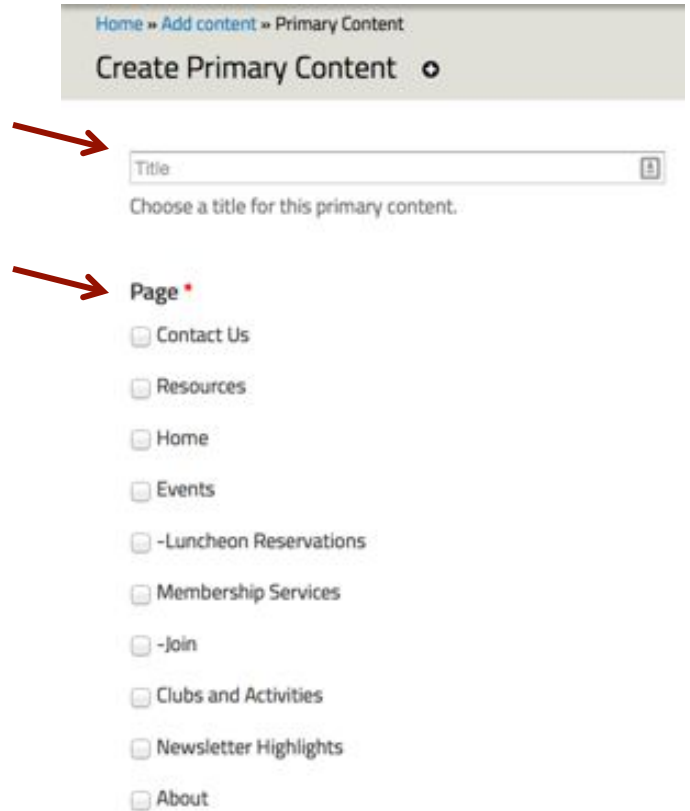 Home » Add content » Primary Content
Create Primary Content
Title
Choose a title for this primary content.
Page *
Contact Us
Resources
Home
Events
-Luncheon Reservations
Membership Services
-Join
Clubs and Activities
Newsletter Highlights
About